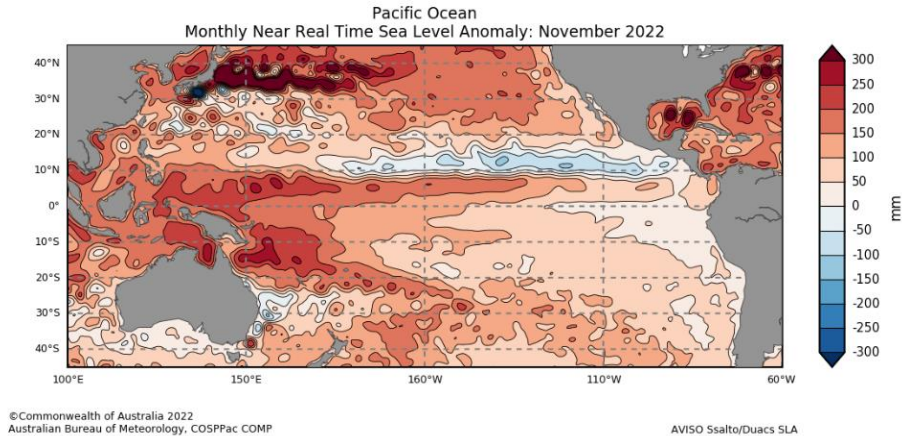 Pacific Ocean
Monthly Near Real Time Sea Level Anomaly: November 2022
40°N
30°N
20°N
10°N
0°
10°S
20°S
30°S
40°S
100°E
150°E
160°W
110°W
60°W
300
250
200
150
100
50
0
-50
-100
-150
-200
-250
-300
mm
©Commonwealth of Australia 2022
Australian Bureau of Meteorology, COSPPac COMP
AVISO Ssalto/Duacs SLA